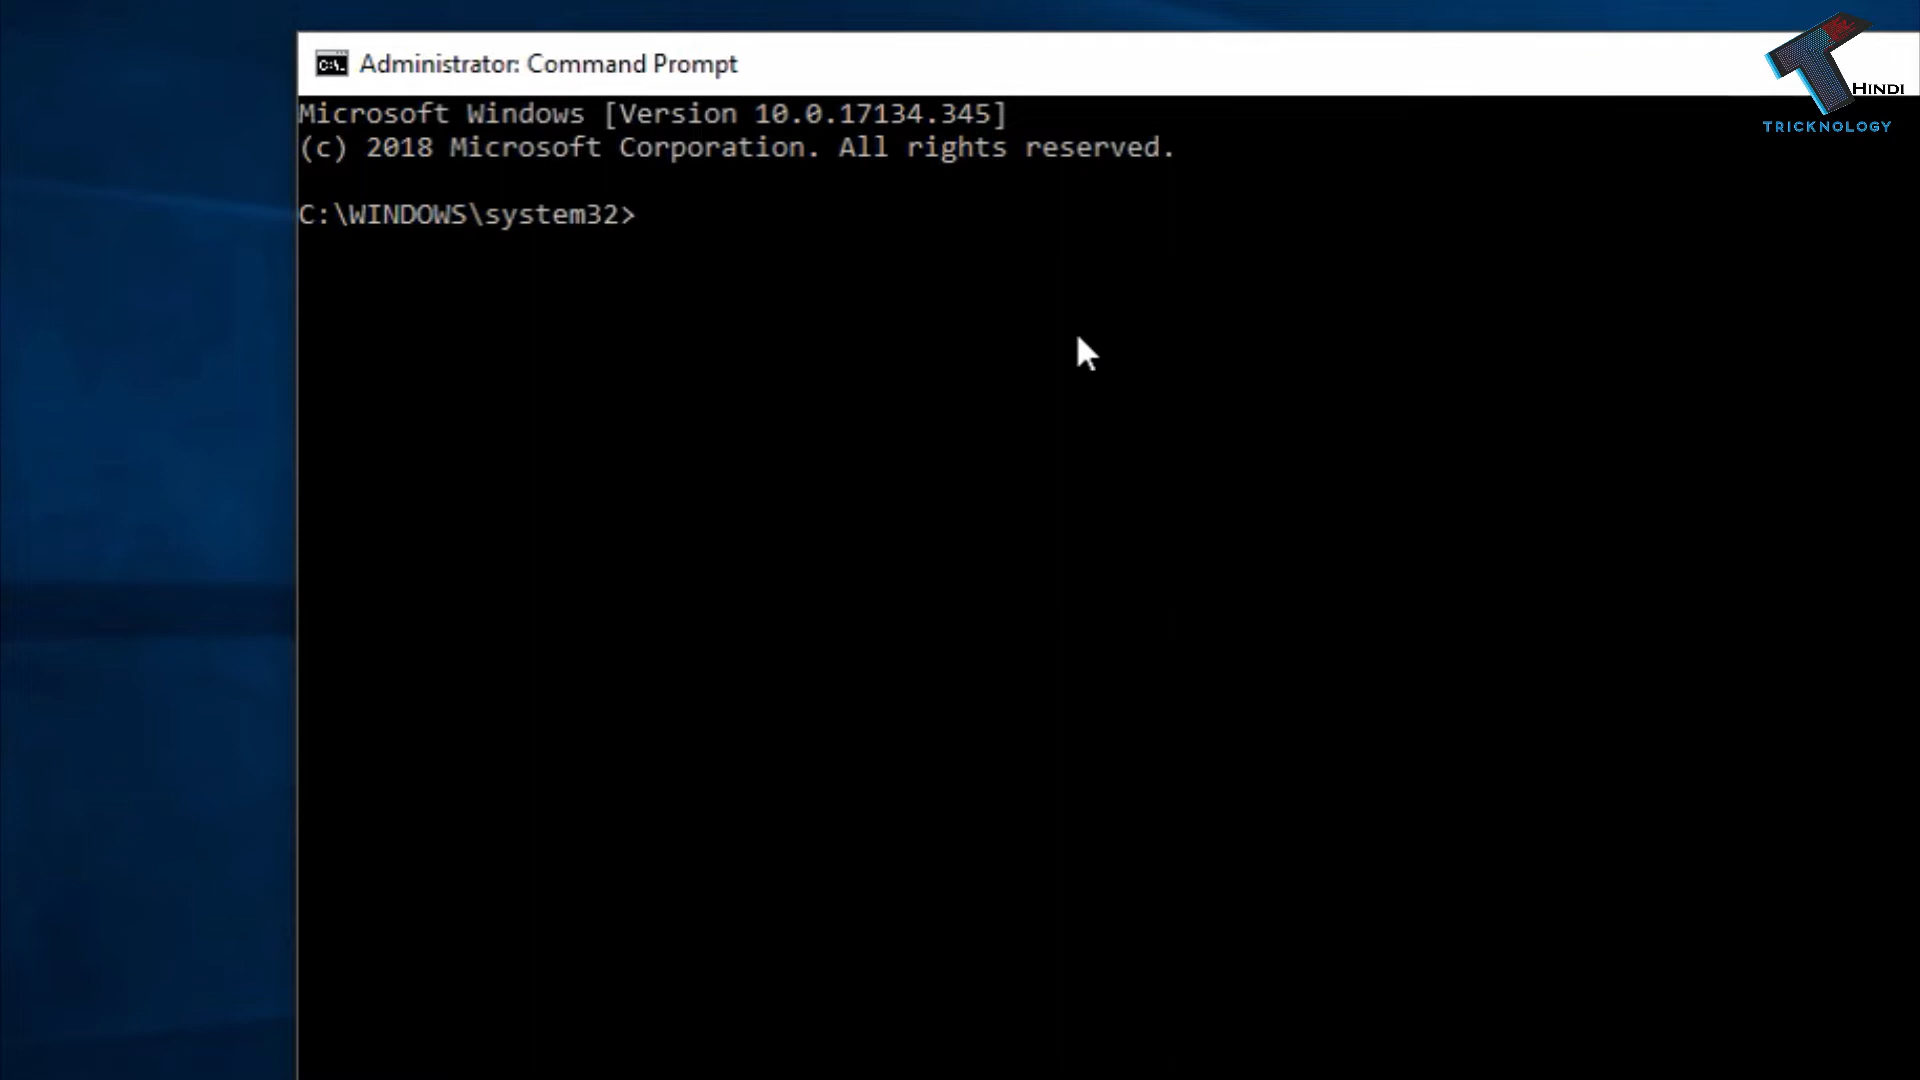 Administrator: Command Prompt
Microsoft Windows [Version 10.0.17134.345]
(c) 2018 Microsoft Corporation. All rights reserved.
C:\WINDOWS\system32>
HINDI
TRICKNOLOGY